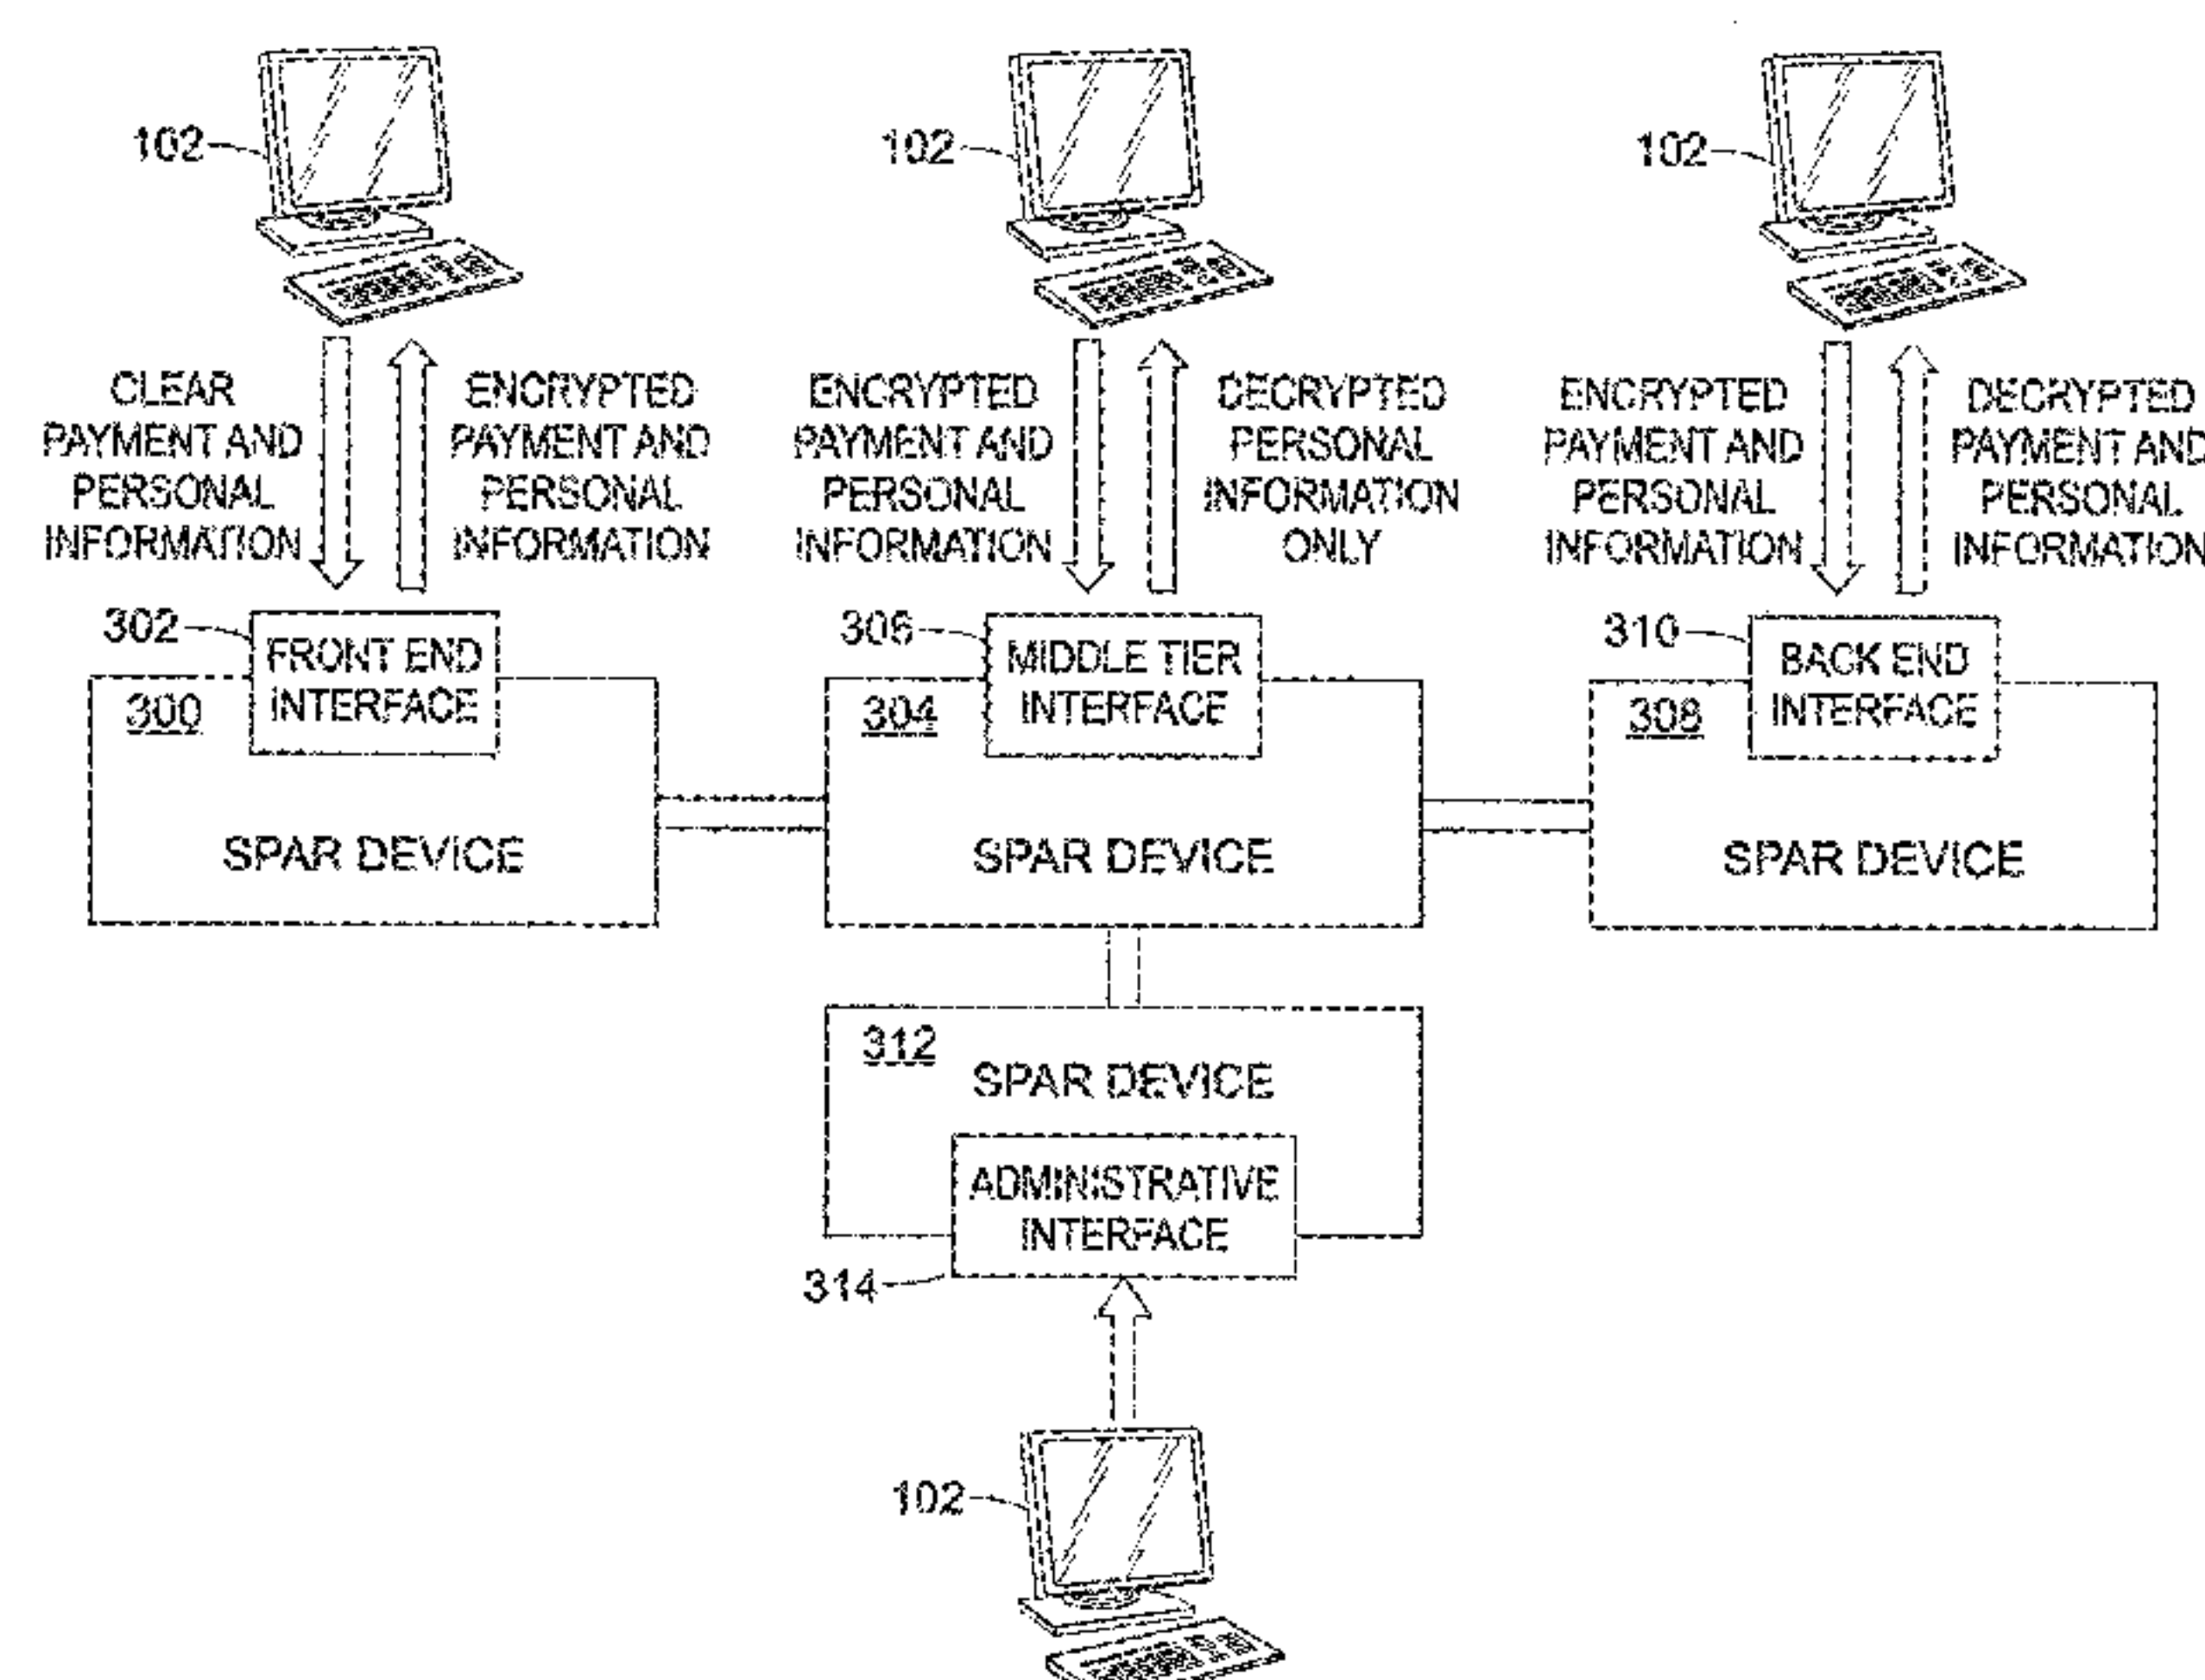 102
102
102
CLEAR
PAYMENT AND
PERSONAL
INFORMATION
ENCRYPTED
PAYMENT AND
PERSONAL
INFORMATION
ENCRYPTED
PAYMENT AND
PERSONAL
INFORMATION
DECRYPTED
PERSONAL
INFORMATION
ONLY
ENCRYPTED
PAYMENT AND
PERSONAL
INFORMATION
DECRYPTED
PAYMENT AND
PERSONAL
INFORMATION
302
FRONT END
INTERFACE
300
SPAR DEVICE
306
MIDDLE TIER
INTERFACE
304
SPAR DEVICE
310
BACK END
INTERFACE
308
SPAR DEVICE
312
SPAR DEVICE
ADMINISTRATIVE
INTERFACE
314
102